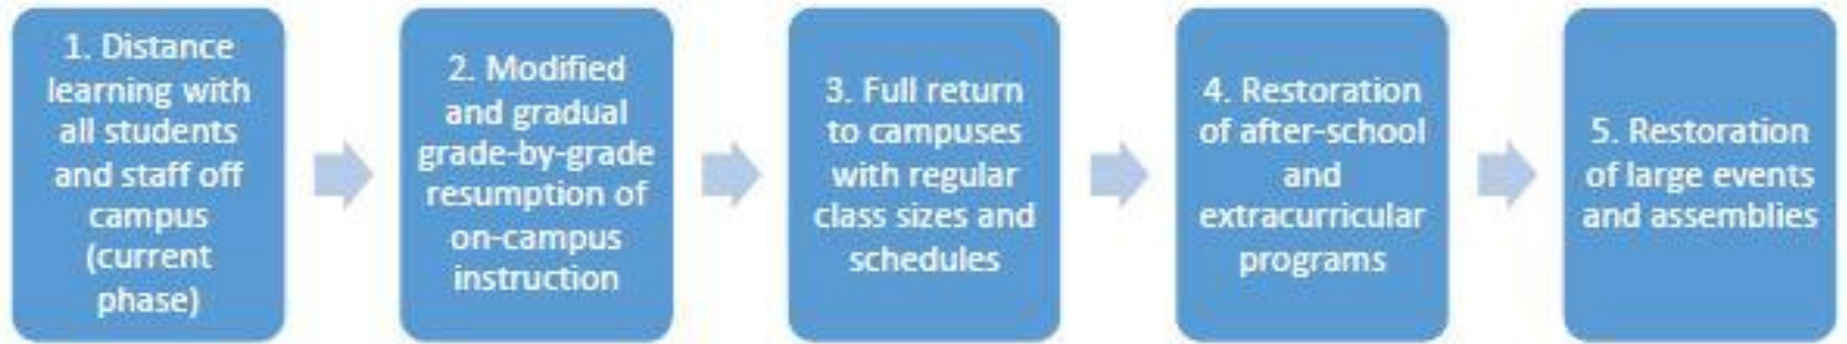 1. Distance
learning with
all students
and staff off
campus
(current
phase)
2. Modified
and gradual
grade-by-grade
resumption of
on-campus
instruction
3. Full return
to campuses
with regular
class sizes and
schedules
4. Restoration
of after-school
and
extracurricular
programs
5. Restoration
of large events
and assemblies